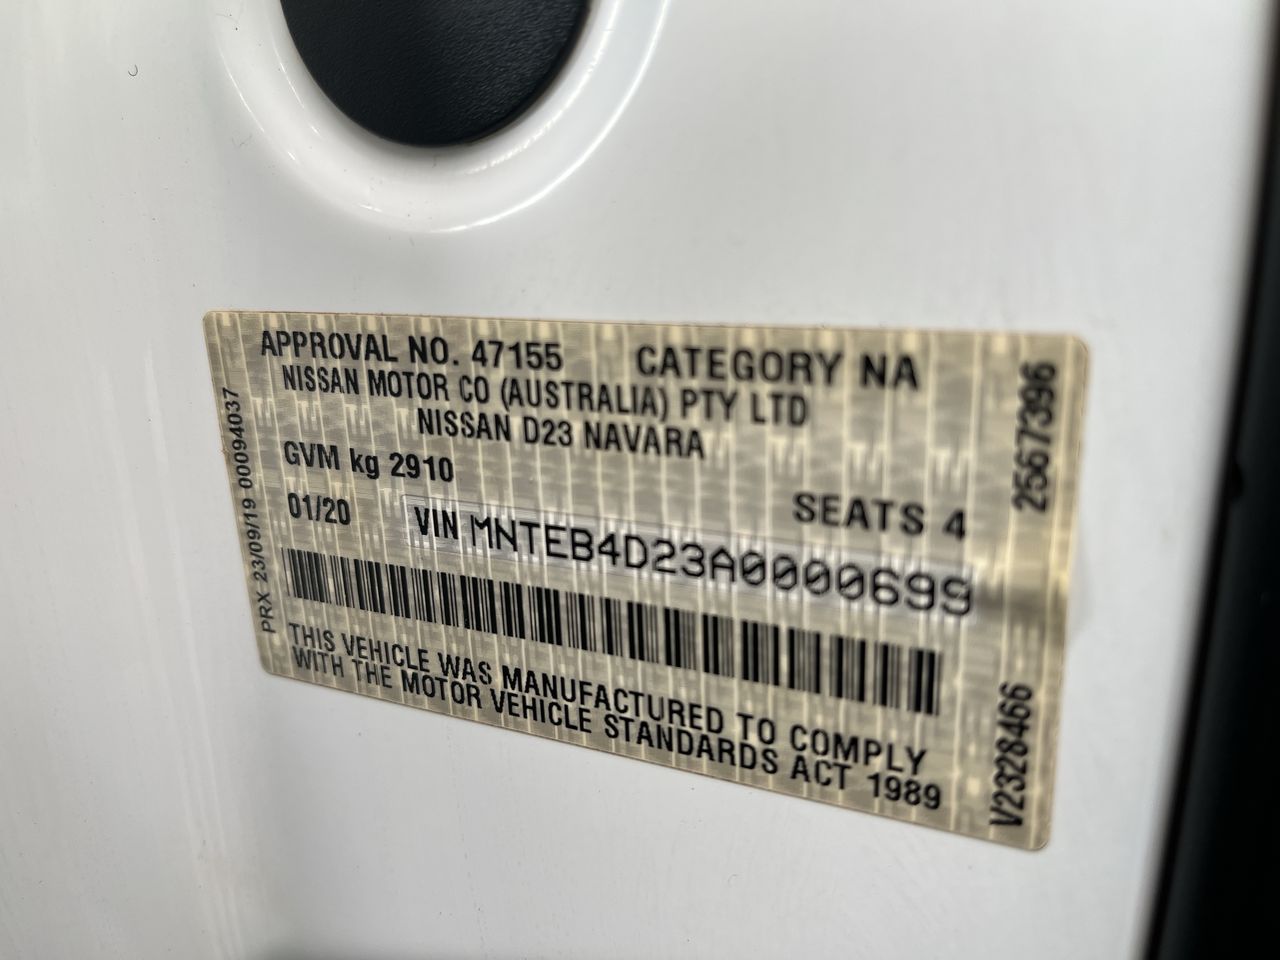 APPROVAL NO. 47155 CATEGORY NA
NISSAN MOTOR CO (AUSTRALIA) PTY LTD
NISSAN D23 NAVARA
GVM kg 2910
SEATS 4
01/20
VIN MNTEB4D23A0000699
THIS VEHICLE WAS MANUFACTURED TO COMPLY
WITH THE MOTOR VEHICLE STANDARDS ACT 1989
PRX 23/09/19 00094037
2567396
V2328466